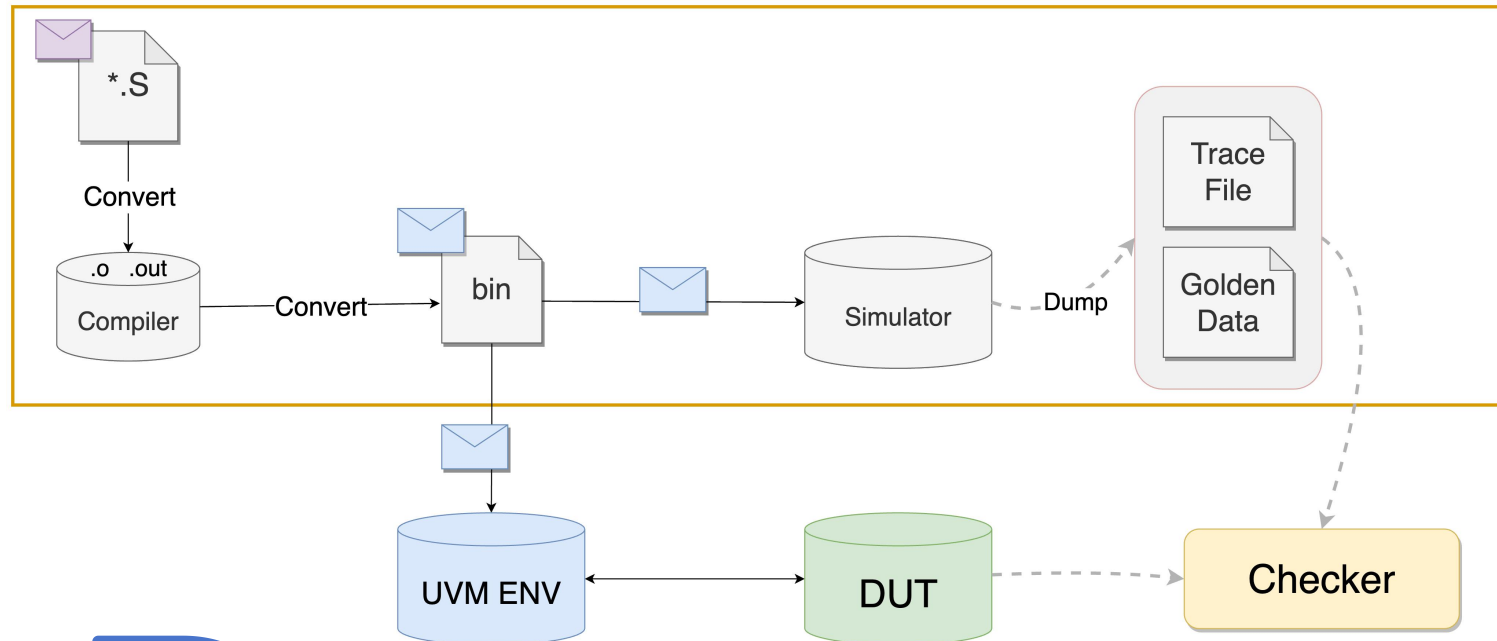 *.S
Convert
.o .out
Compiler
Convert
bin
Simulator
Dump
Trace
File
Golden
Data
UVM ENV
DUT
Checker